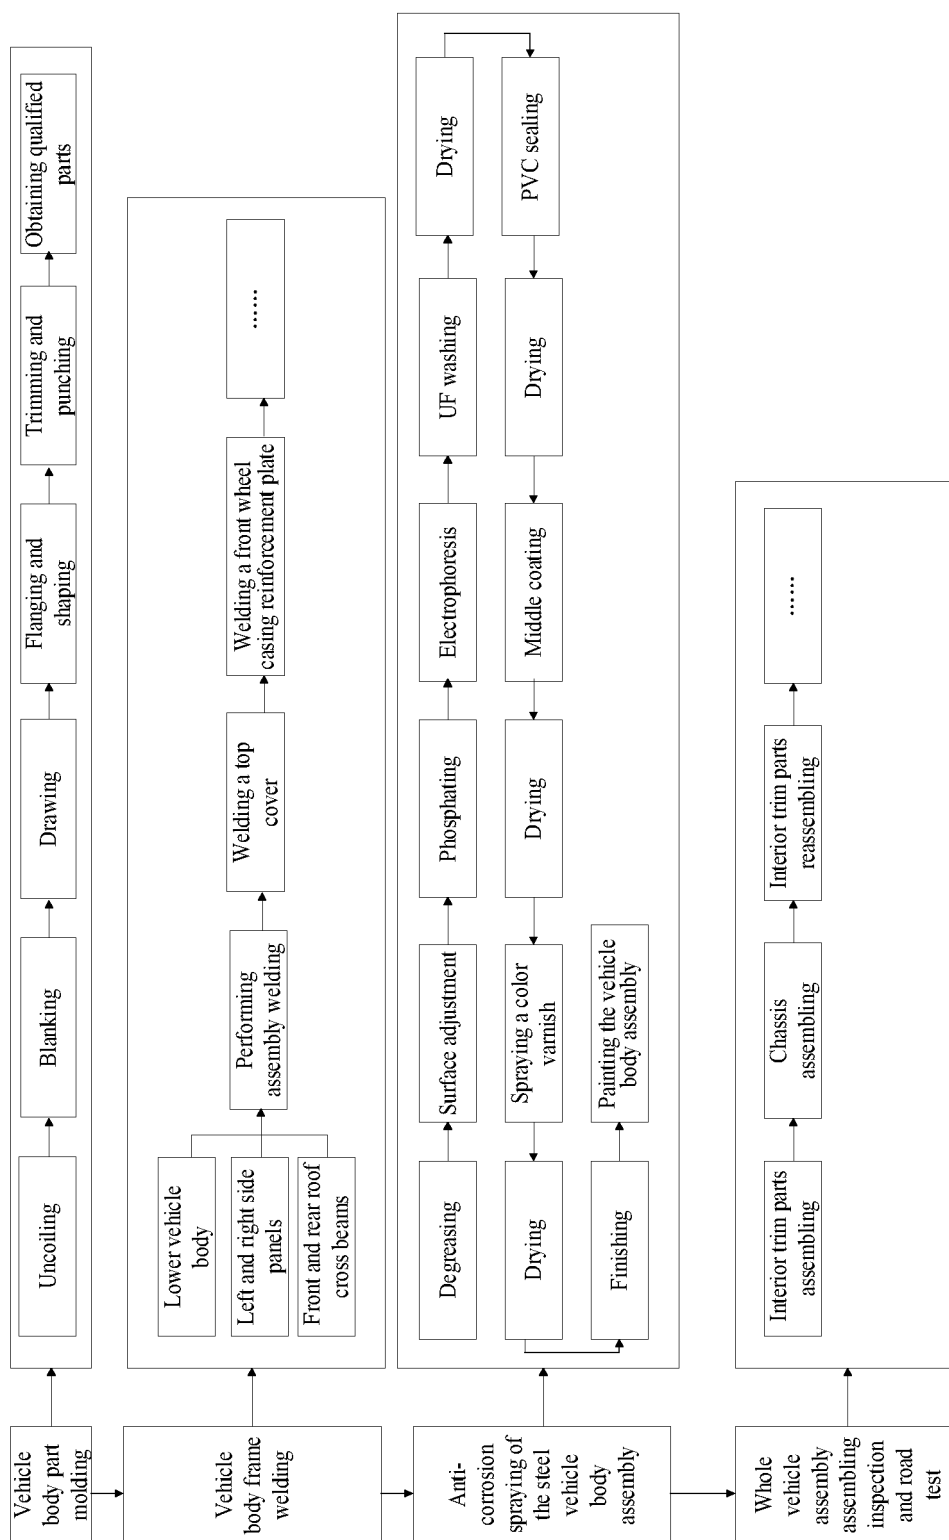 Vehicle
body part
molding
Uncoiling
Blanking
Drawing
Flanging and
shaping
Trimming and
punching
Obtaining qualified
parts
Vehicle
body frame
welding
Lower vehicle
body
Left and right side
panels
Front and rear roof
cross beams
Performing
assembly welding
Welding a top
cover
Welding a front wheel
casing reinforcement plate
......
Anti-
corrosion
spraying of
the steel
vehicle
body
assembly
Degreasing
Surface adjustment
Phosphating
Electrophoresis
UF washing
Drying
PVC sealing
Drying
Middle coating
Drying
Spraying a color
varnish
Drying
Finishing
Painting the vehicle
body assembly
Whole
vehicle
assembly
assembling
inspection
and road
test
Interior trim parts
assembling
Chassis
assembling
Interior trim parts
reassembling
......